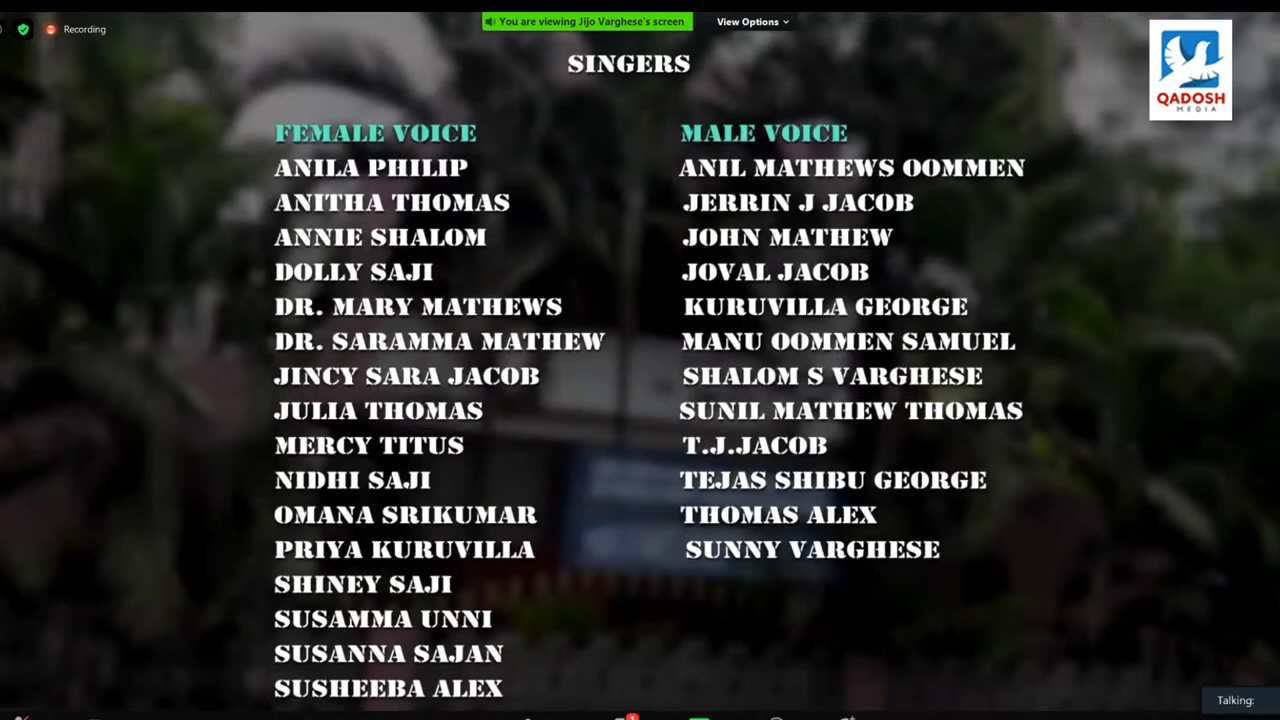 Recording
You are viewing Jijo Varghese's screen
View Options
QADOSH
MEDIA
SINGERS
FEMALE VOICE
ANILA PHILIP
ANITHA THOMAS
ANNIE SHALOM
DOLLY SAJI
DR. MARY MATHEWS
DR. SARAMMA MATHEW
JINCY SARA JACOB
JULIA THOMAS
MERCY TITUS
NIDHI SAJI
OMANA SRIKUMAR
PRIYA KURUVILLA
SHINEY SAJI
SUSAMMA UNNI
SUSANNA SAJAN
SUSHEEBA ALEX
MALE VOICE
ANIL MATHEWS OOMMEN
JERRIN J JACOB
JOHN MATHEW
JOVAL JACOB
KURUVILLA GEORGE
MANU OOMMEN SAMUEL
SHALOM S VARGHESE
SUNIL MATHEW THOMAS
T.J.JACOB
TEJAS SHIBU GEORGE
THOMAS ALEX
SUNNY VARGHESE
Talking:
1